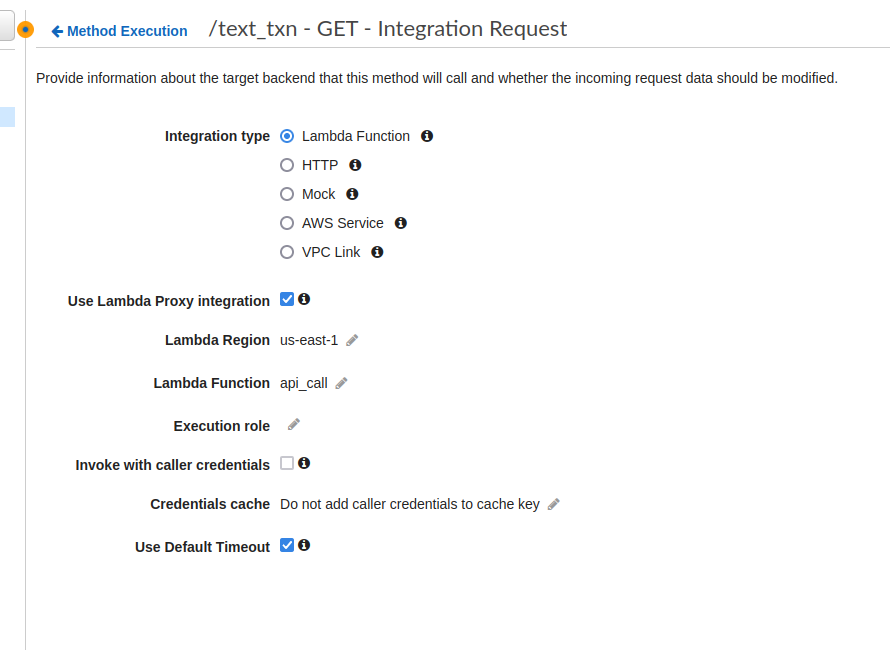 Method Execution /text_txn - GET - Integration Request
Provide information about the target backend that this method will call and whether the incoming request data should be modified.
Integration type Lambda Function
HTTP
Mock
AWS Service
VPC Link
Use Lambda Proxy integration
Lambda Region us-east-1
Lambda Function api_call
Execution role
Invoke with caller credentials
Credentials cache Do not add caller credentials to cache key
Use Default Timeout